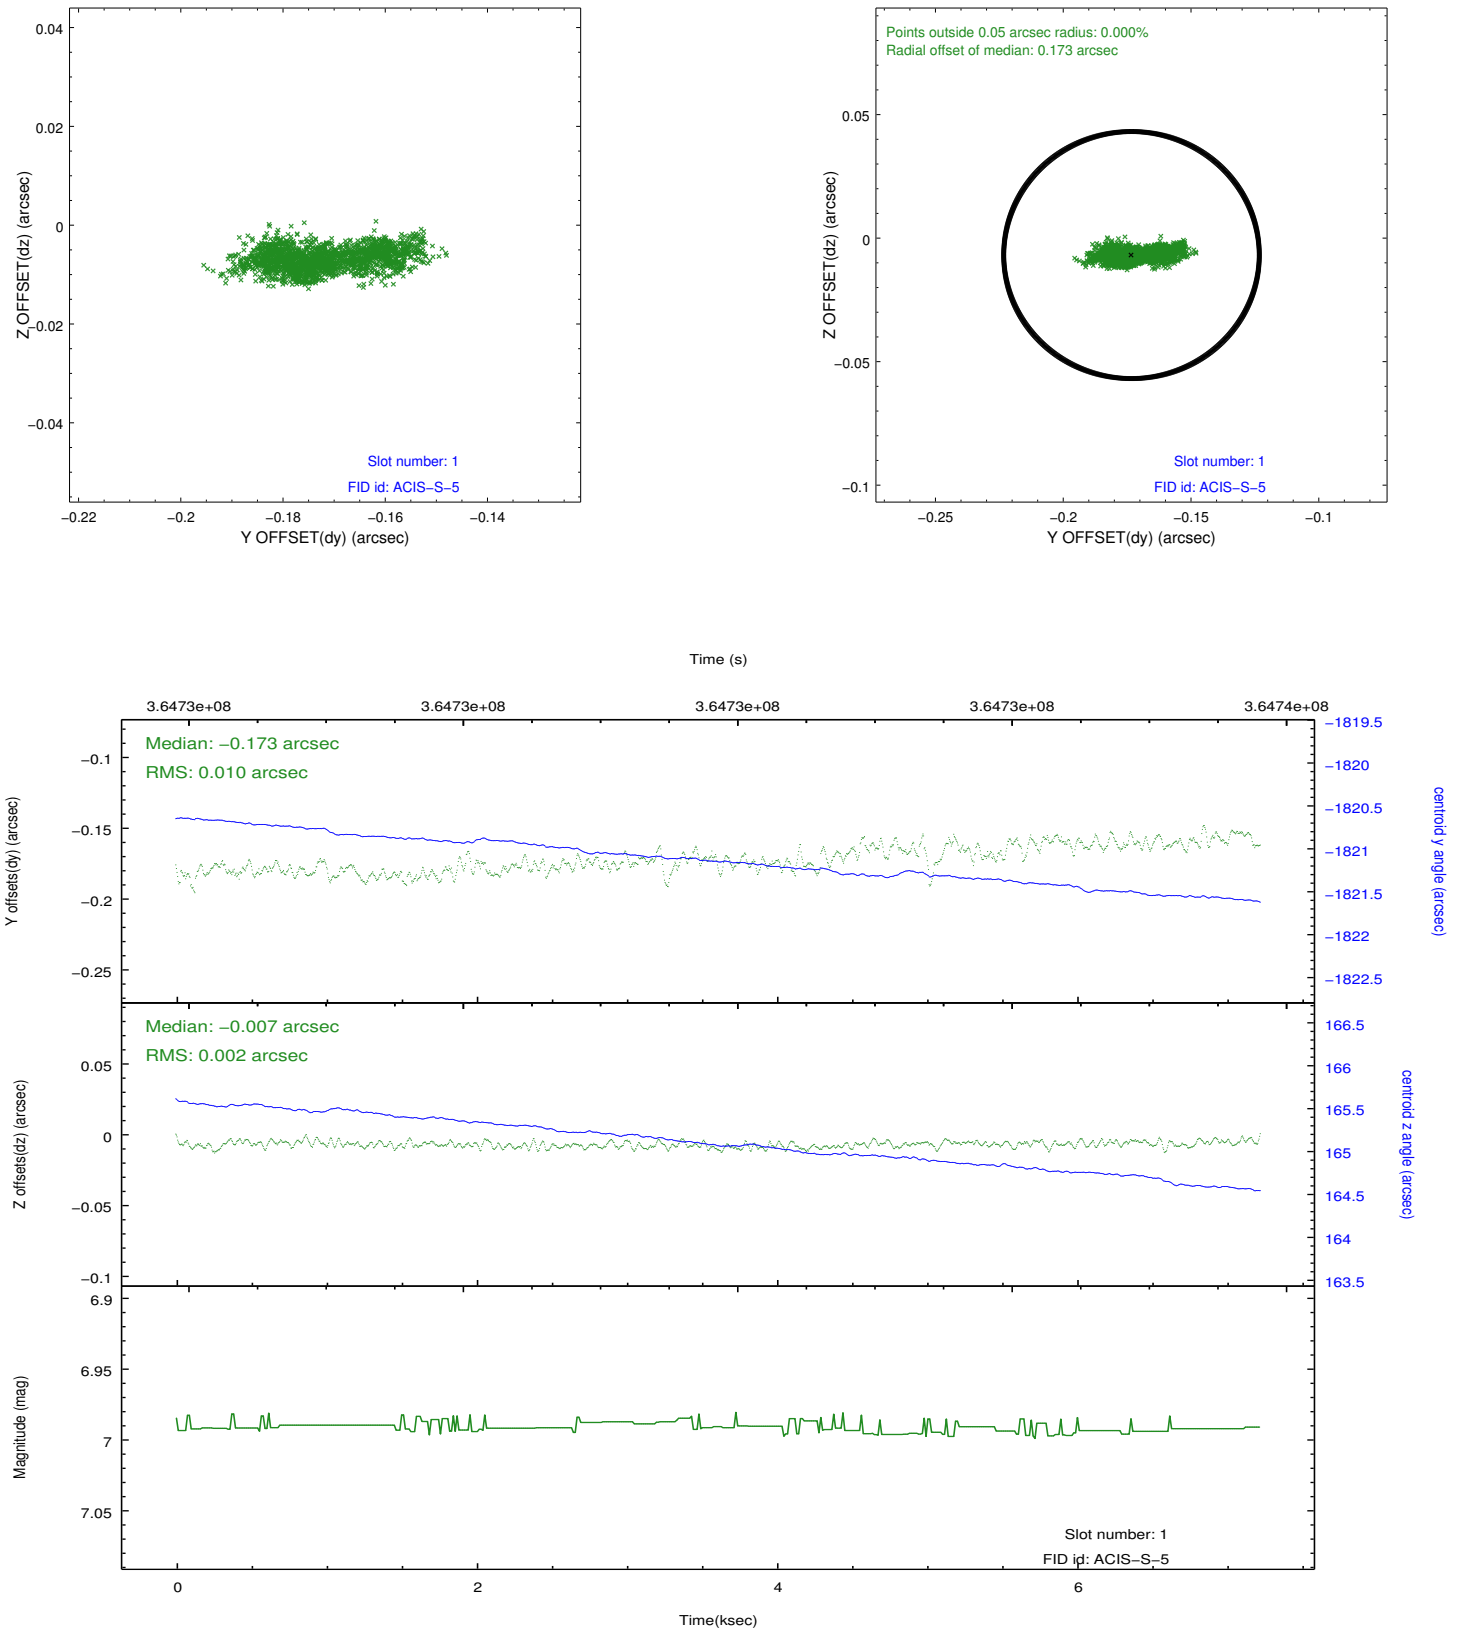 0.04
0.02
0
−0.02
−0.04
Z OFFSET(dz) (arcsec)
Slot number: 1
FID id: ACIS−S−5
−0.22
−0.2
−0.18
−0.16
−0.14
Y OFFSET(dy) (arcsec)
Points outside 0.05 arcsec radius: 0.000%
Radial offset of median: 0.173 arcsec
0.05
0
−0.05
−0.1
Z OFFSET(dz) (arcsec)
Slot number: 1
FID id: ACIS−S−5
−0.25
−0.2
−0.15
−0.1
Y OFFSET(dy) (arcsec)
Time (s)
3.6473e+08
3.6473e+08
3.6473e+08
3.6473e+08
3.6474e+08
Median: −0.173 arcsec
RMS: 0.010 arcsec
−0.1
−0.15
−0.2
−0.25
Y offsets(dy) (arcsec)
−1819.5
−1820
−1820.5
−1821
−1821.5
−1822
−1822.5
centroid y angle (arcsec)
Median: −0.007 arcsec
RMS: 0.002 arcsec
0.05
0
−0.05
−0.1
Z offsets(dz) (arcsec)
166.5
166
165.5
165
164.5
164
163.5
centroid z angle (arcsec)
6.9
6.95
7
7.05
Magnitude (mag)
Slot number: 1
FID id: ACIS−S−5
0
2
4
6
Time(ksec)